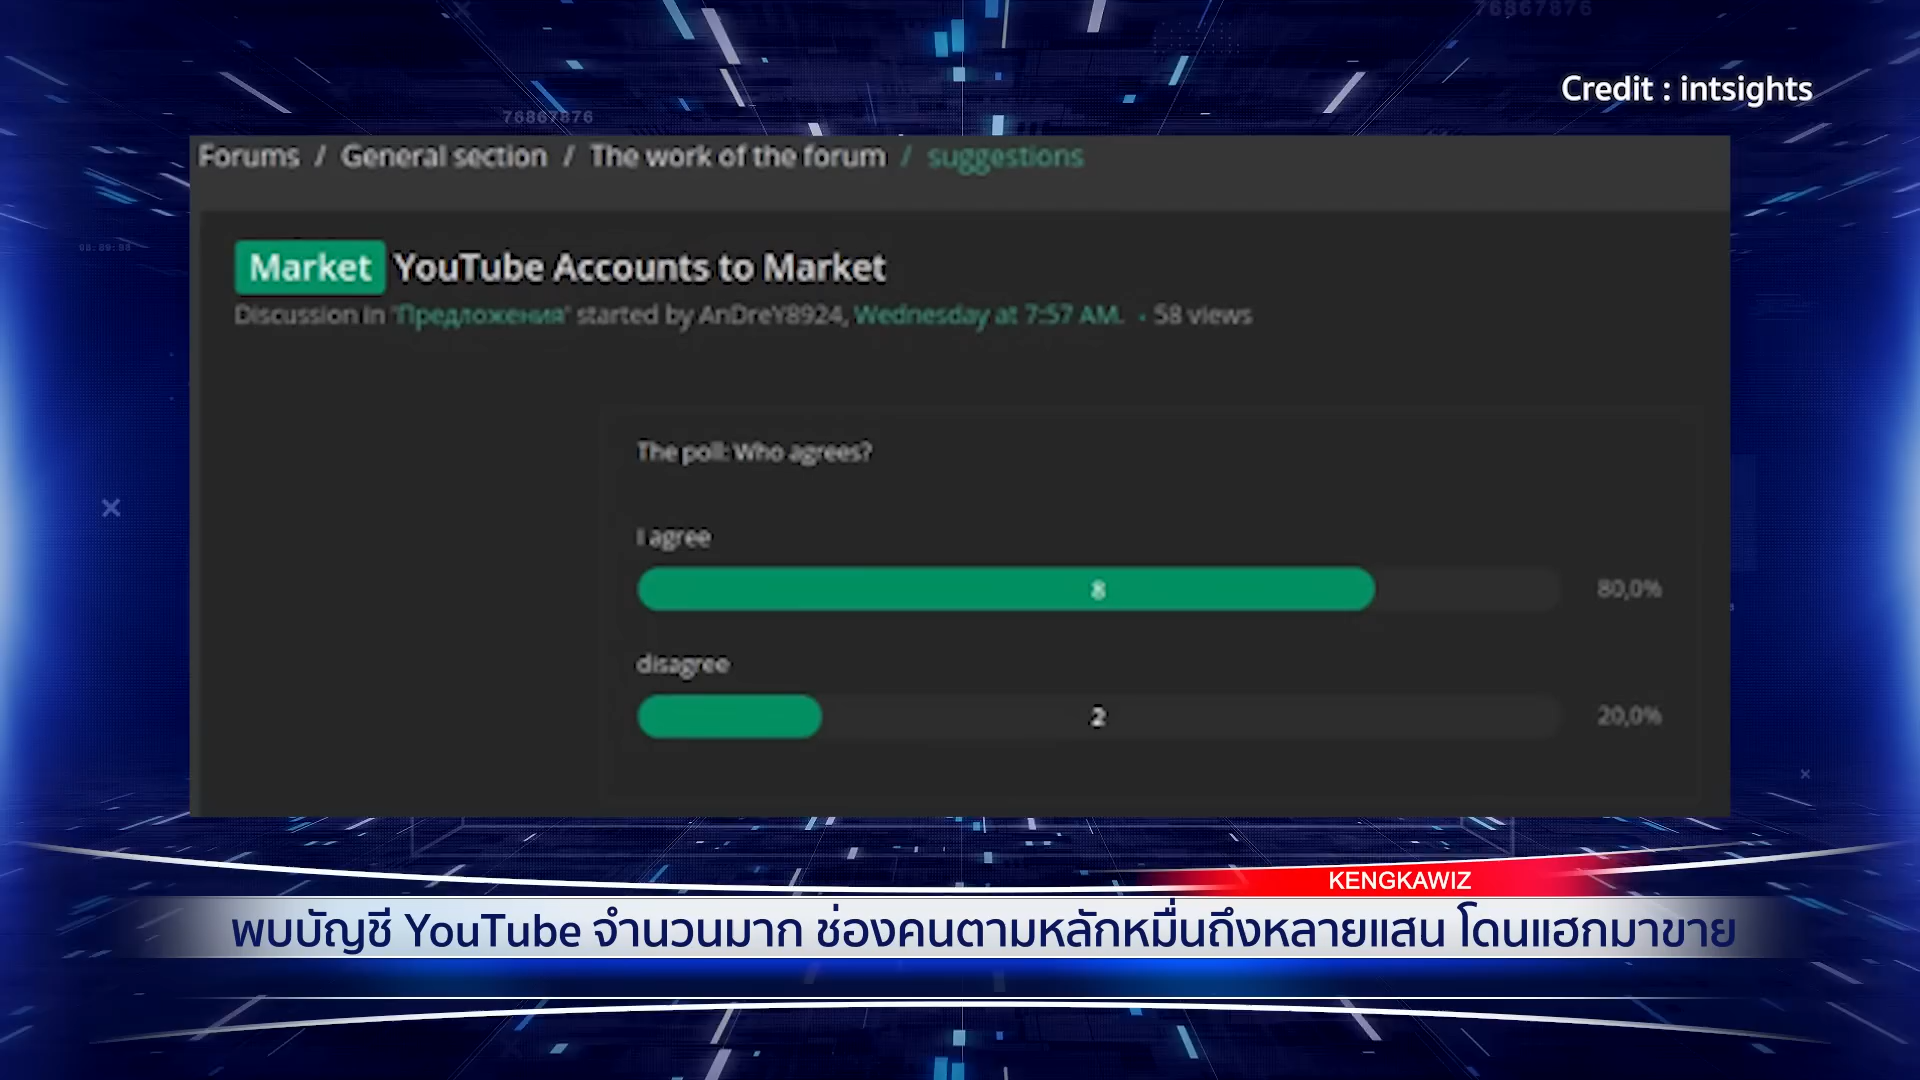 76867876
Credit : intsights
76867876
Forums / General section / The work of the forum / suggestions
Market YouTube Accounts to Market
Discussion in 'Предложения' started by AnDreY8924, Wednesday at 7:57 AM. · 58 views
The poll: Who agrees?
I agree
8 80,0%
disagree
2 20,0%
KENGKAWIZ
พบบัญชี YouTube จำนวนมาก ช่องคนตามหลักหมื่นถึงหลายแสน โดนแฮกมาขาย